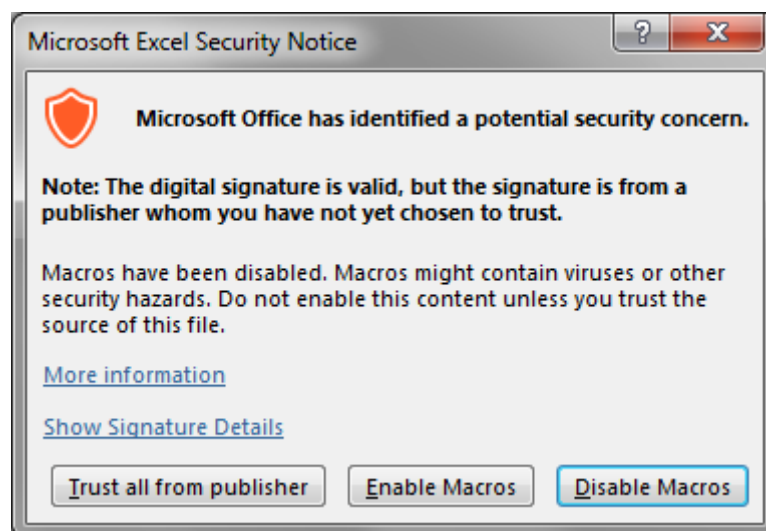 Microsoft Excel Security Notice
Microsoft Office has identified a potential security concern.
Note: The digital signature is valid, but the signature is from a
publisher whom you have not yet chosen to trust.
Macros have been disabled. Macros might contain viruses or other
security hazards. Do not enable this content unless you trust the
source of this file.
More information
Show Signature Details
Trust all from publisher Enable Macros Disable Macros